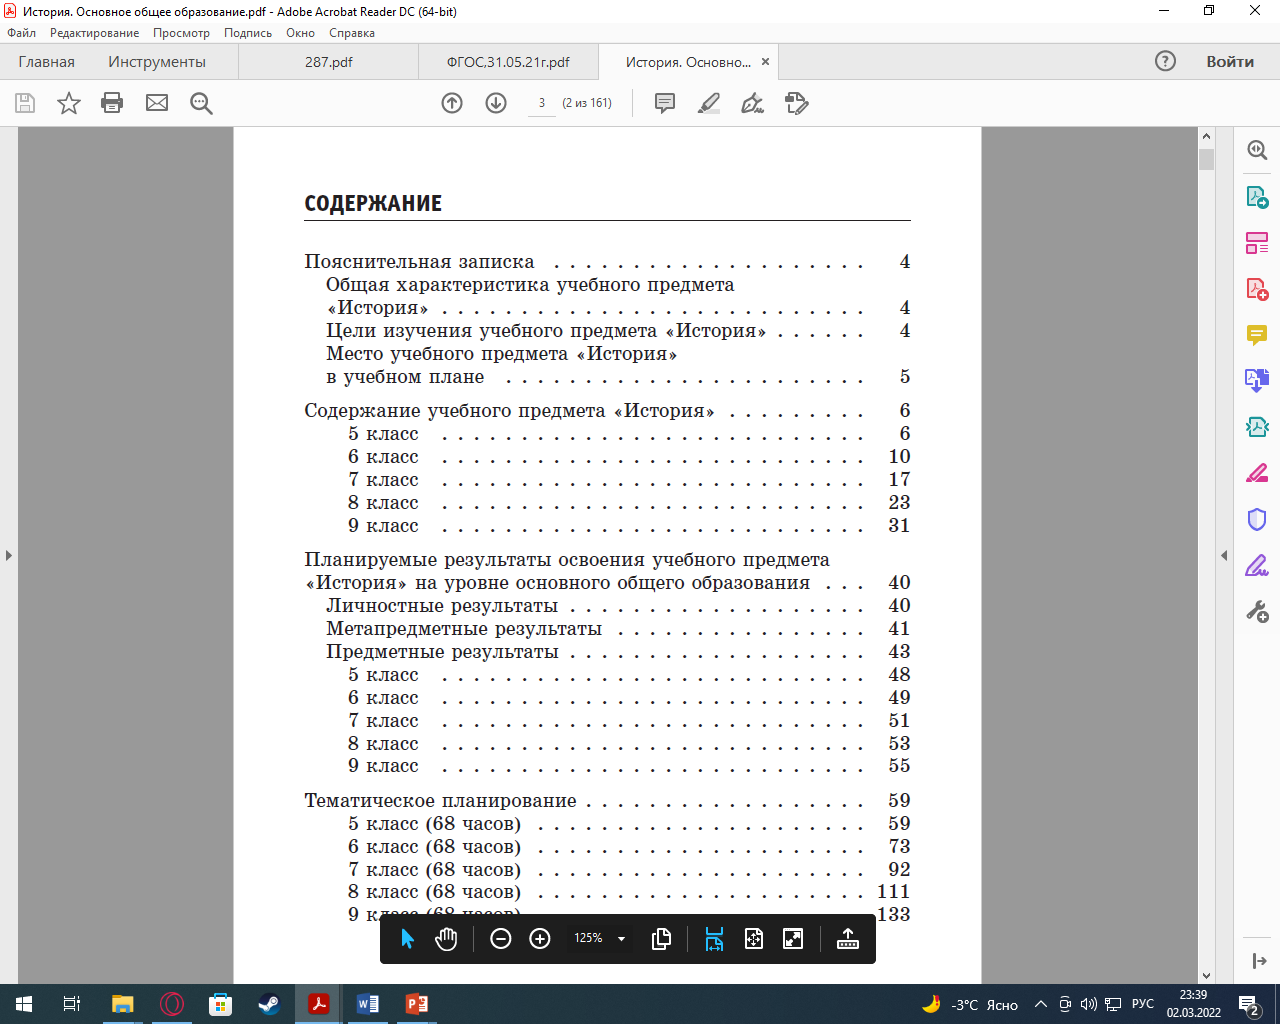 История. Основное общее образование.pdf - Adobe Acrobat Reader DC (64-bit)
Файл Редактирование Просмотр Подпись Окно Справка
Главная Инструменты 287.pdf ФГОС,31.05.21г.pdf История. Основно... × Войти
3 (2 из 161)
СОДЕРЖАНИЕ
Пояснительная записка . . . . . . . . . . . . . . . . . . . . 4
Общая характеристика учебного предмета
«История» . . . . . . . . . . . . . . . . . . . . . . . . . . . 4
Цели изучения учебного предмета «История» . . . . . . 4
Место учебного предмета «История»
в учебном плане . . . . . . . . . . . . . . . . . . . . . . . 5
Содержание учебного предмета «История» . . . . . . . . . 6
5 класс . . . . . . . . . . . . . . . . . . . . . . . . . . . 6
6 класс . . . . . . . . . . . . . . . . . . . . . . . . . . . 10
7 класс . . . . . . . . . . . . . . . . . . . . . . . . . . . 17
8 класс . . . . . . . . . . . . . . . . . . . . . . . . . . . 23
9 класс . . . . . . . . . . . . . . . . . . . . . . . . . . . 31
Планируемые результаты освоения учебного предмета
«История» на уровне основного общего образования . . . 40
Личностные результаты . . . . . . . . . . . . . . . . . . . 40
Метапредметные результаты . . . . . . . . . . . . . . . . 41
Предметные результаты . . . . . . . . . . . . . . . . . . . 43
5 класс . . . . . . . . . . . . . . . . . . . . . . . . . . . 48
6 класс . . . . . . . . . . . . . . . . . . . . . . . . . . . 49
7 класс . . . . . . . . . . . . . . . . . . . . . . . . . . . 51
8 класс . . . . . . . . . . . . . . . . . . . . . . . . . . . 53
9 класс . . . . . . . . . . . . . . . . . . . . . . . . . . . 55
Тематическое планирование . . . . . . . . . . . . . . . . . . 59
5 класс (68 часов) . . . . . . . . . . . . . . . . . . . . . 59
6 класс (68 часов) . . . . . . . . . . . . . . . . . . . . . 73
7 класс (68 часов) . . . . . . . . . . . . . . . . . . . . . 92
8 класс (68 часов) . . . . . . . . . . . . . . . . . . . . . 111
9 класс (68 часов) 133
125%
-3°C Ясно РУС 23:39
02.03.2022 2